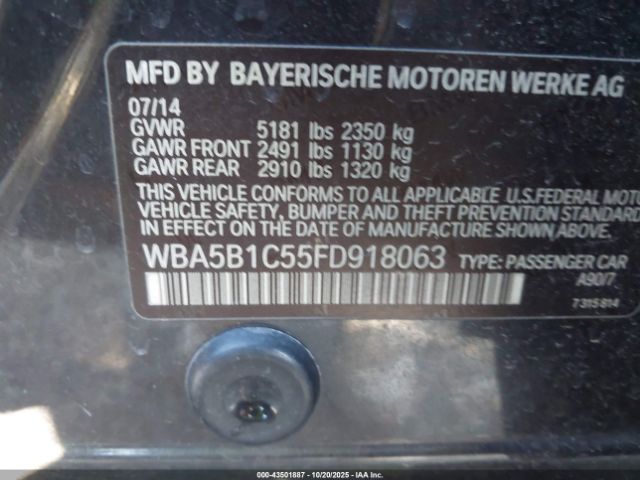 MFD BY BAYERISCHE MOTOREN WERKE AG
07/14
GVWR 5181 lbs 2350 kg
GAWR FRONT 2491 lbs 1130 kg
GAWR REAR 2910 lbs 1320 kg
THIS VEHICLE CONFORMS TO ALL APPLICABLE U.S.FEDERAL MOTO
VEHICLE SAFETY, BUMPER AND THEFT PREVENTION STANDARD
IN EFFECT ON THE DATE OF MANUFACTURE SHOWN ABOVE.
WBA5B1C55FD918063 TYPE: PASSENGER CAR
A90/7
7315814
000-43501887 - 10/20/2025 - IAA, Inc.